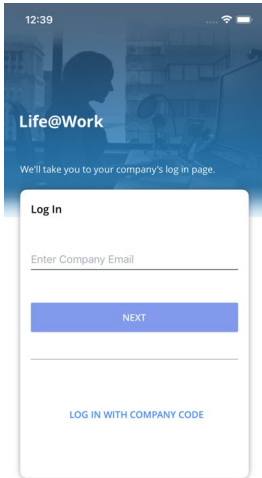 12:39
Life@Work
We'll take you to your company's log in page.
Log In
Enter Company Email
NEXT
LOG IN WITH COMPANY CODE